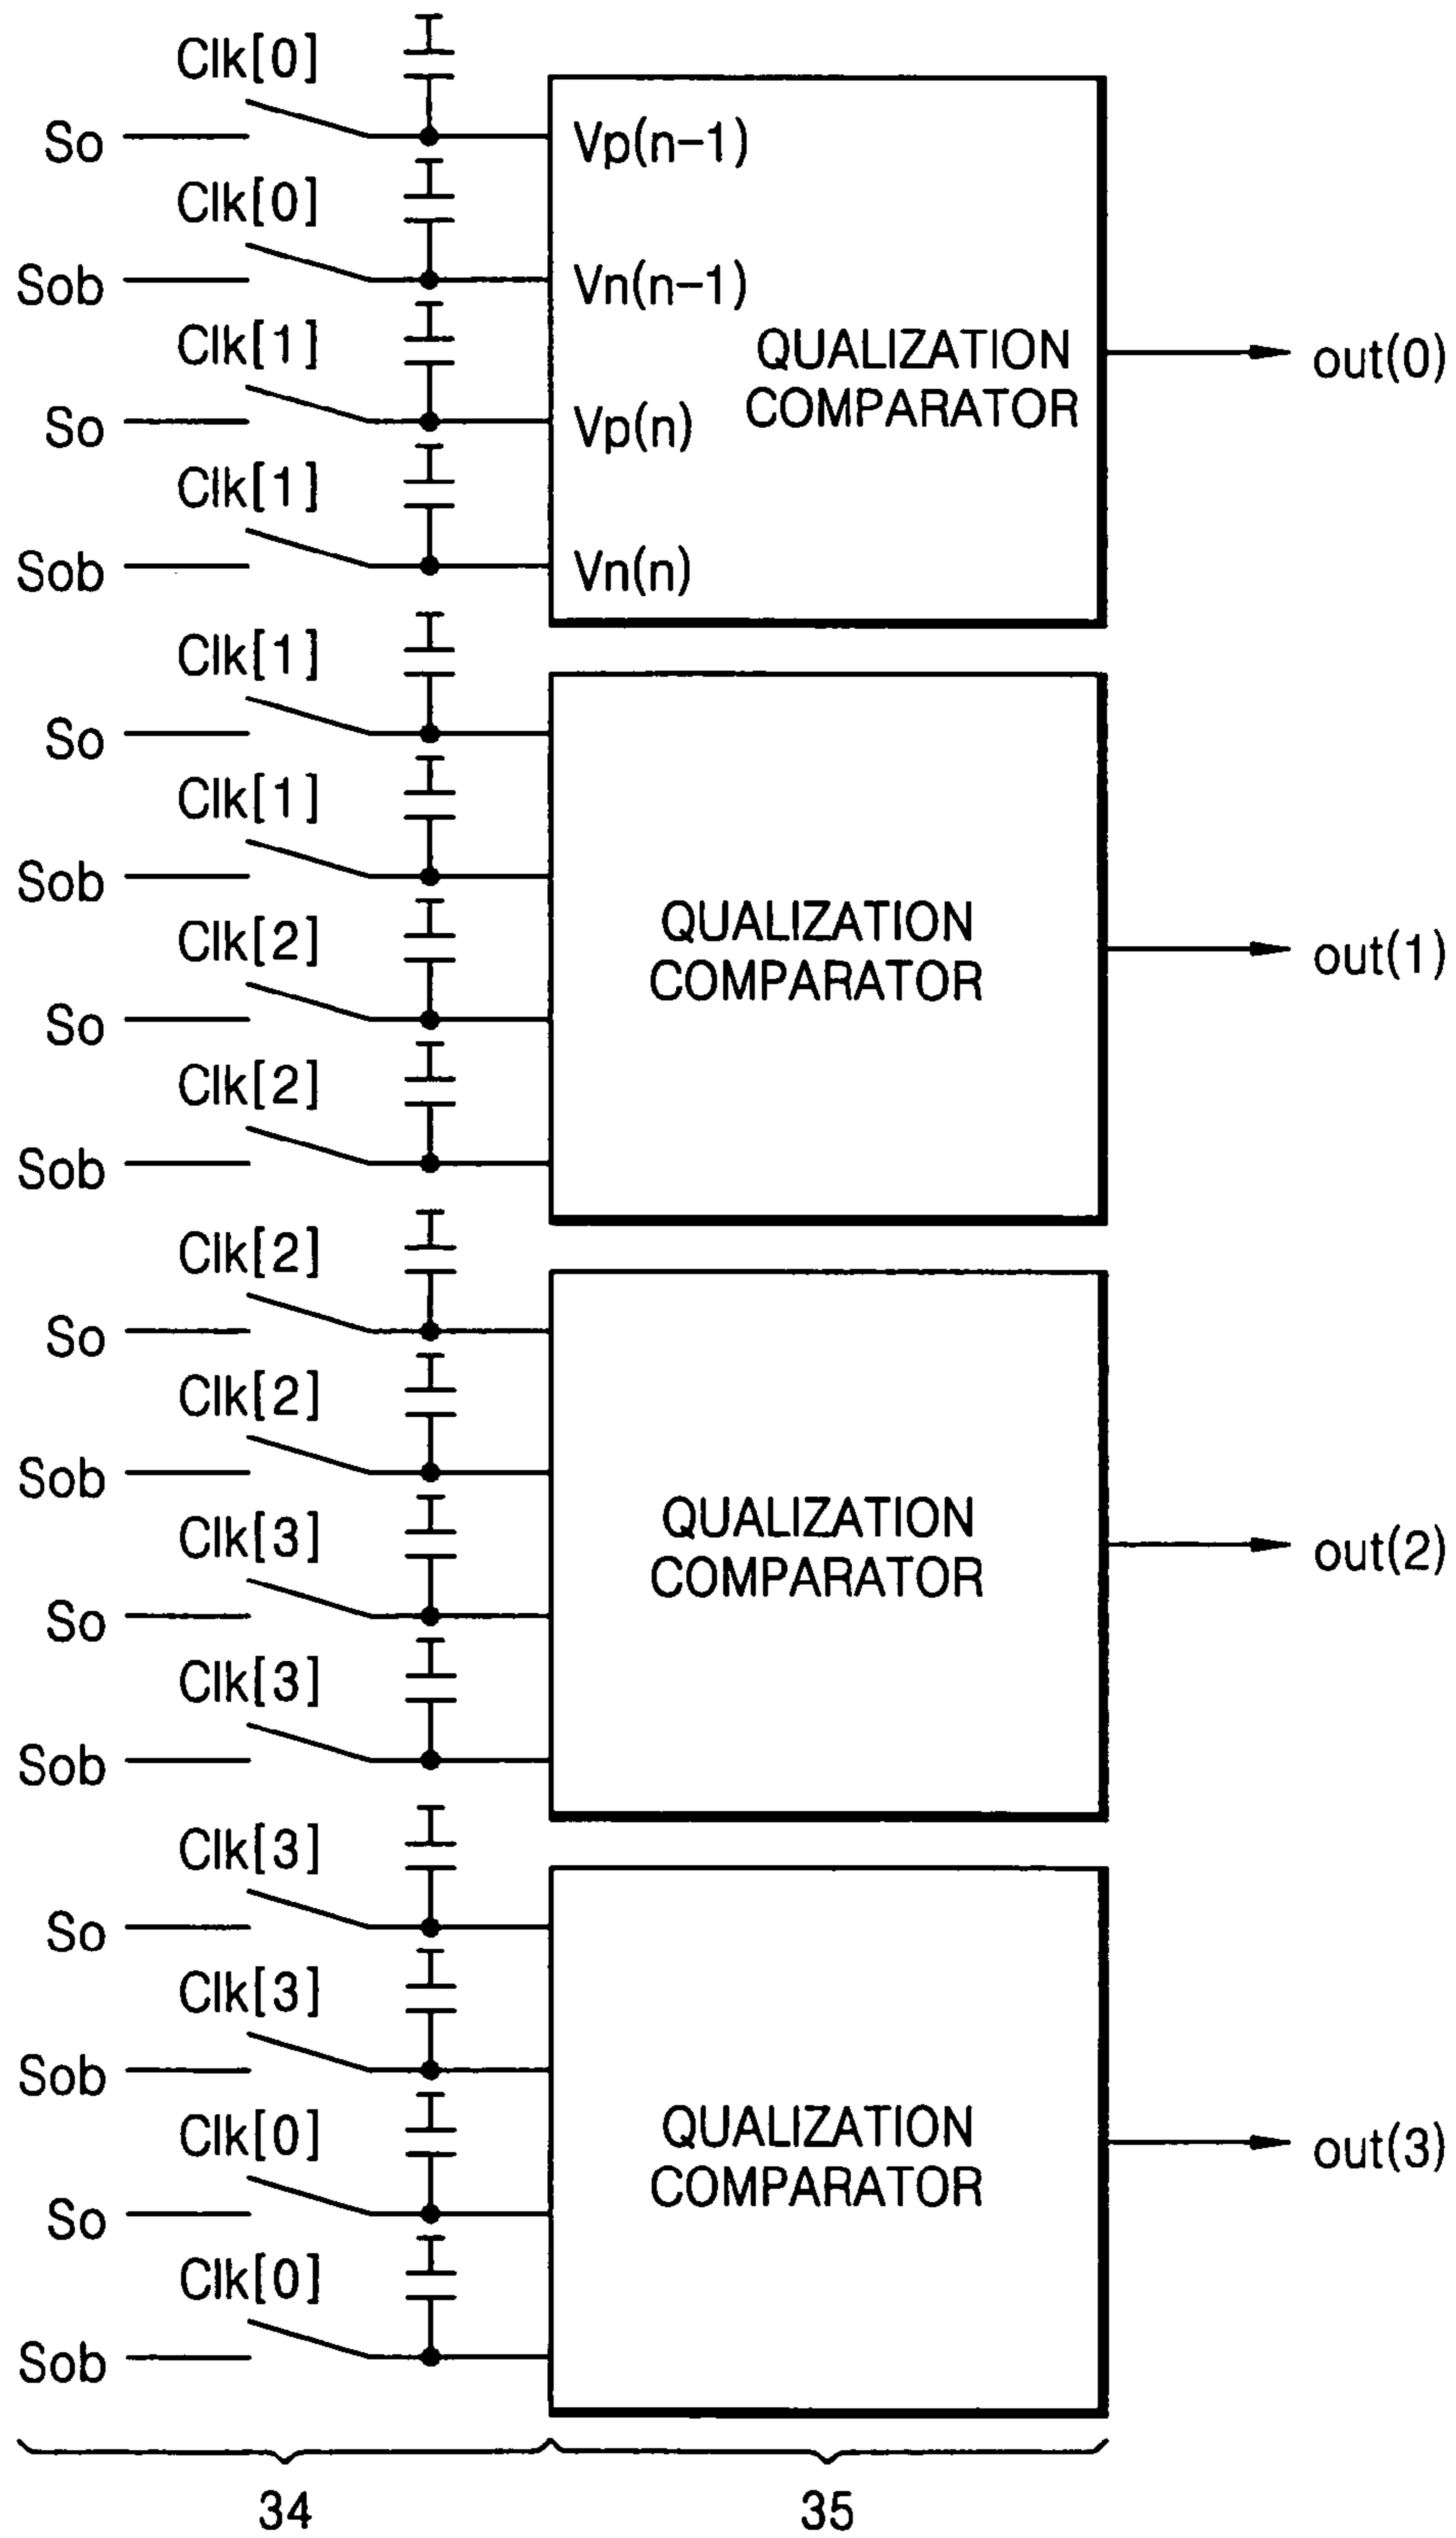 Clk[0]
So
Vp(n-1)
Clk[0]
Sob
Vn(n-1)
Clk[1]
QUALIZATION
COMPARATOR
out(0)
So
Vp(n)
Clk[1]
Sob
Vn(n)
Clk[1]
So
Clk[1]
Sob
QUALIZATION
COMPARATOR
out(1)
Clk[2]
So
Clk[2]
Sob
Clk[2]
So
Clk[2]
Sob
QUALIZATION
COMPARATOR
out(2)
Clk[3]
So
Clk[3]
Sob
Clk[3]
So
Clk[3]
Sob
QUALIZATION
COMPARATOR
out(3)
Clk[0]
So
Clk[0]
Sob
34
35